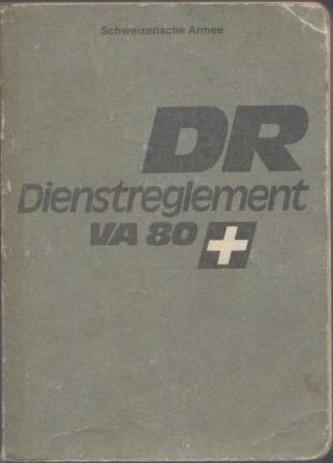 Schweizerische Armee
DR
Dienstreglement
VA 80